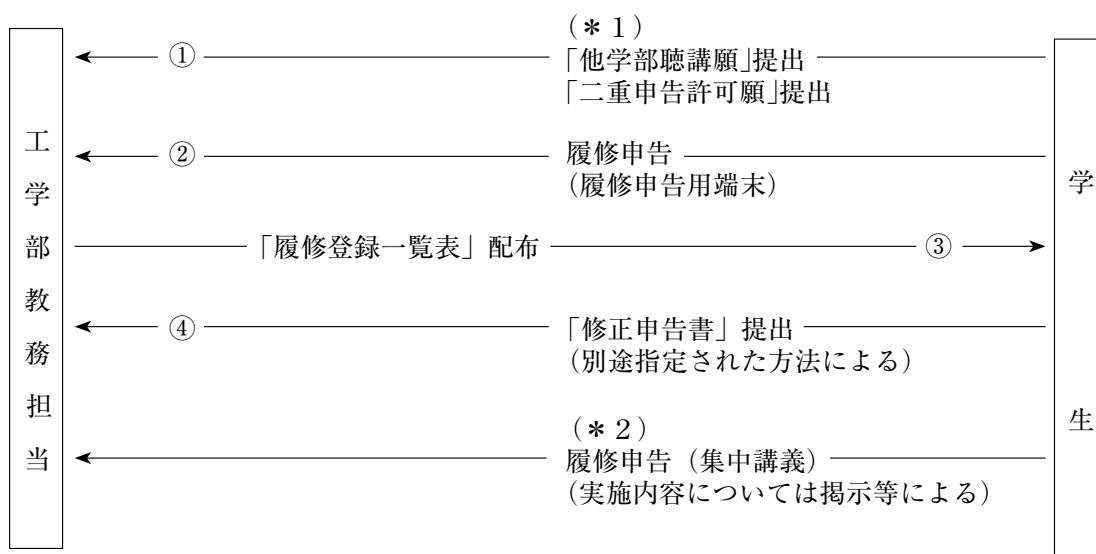 (＊1)
①
「他学部聴講願」提出
「二重申告許可願」提出
工学部教務担当
学生
②
履修申告
(履修申告用端末)
「履修登録一覧表」配布
③
④
「修正申告書」提出
(別途指定された方法による)
(＊2)
履修申告（集中講義）
(実施内容については掲示等による)